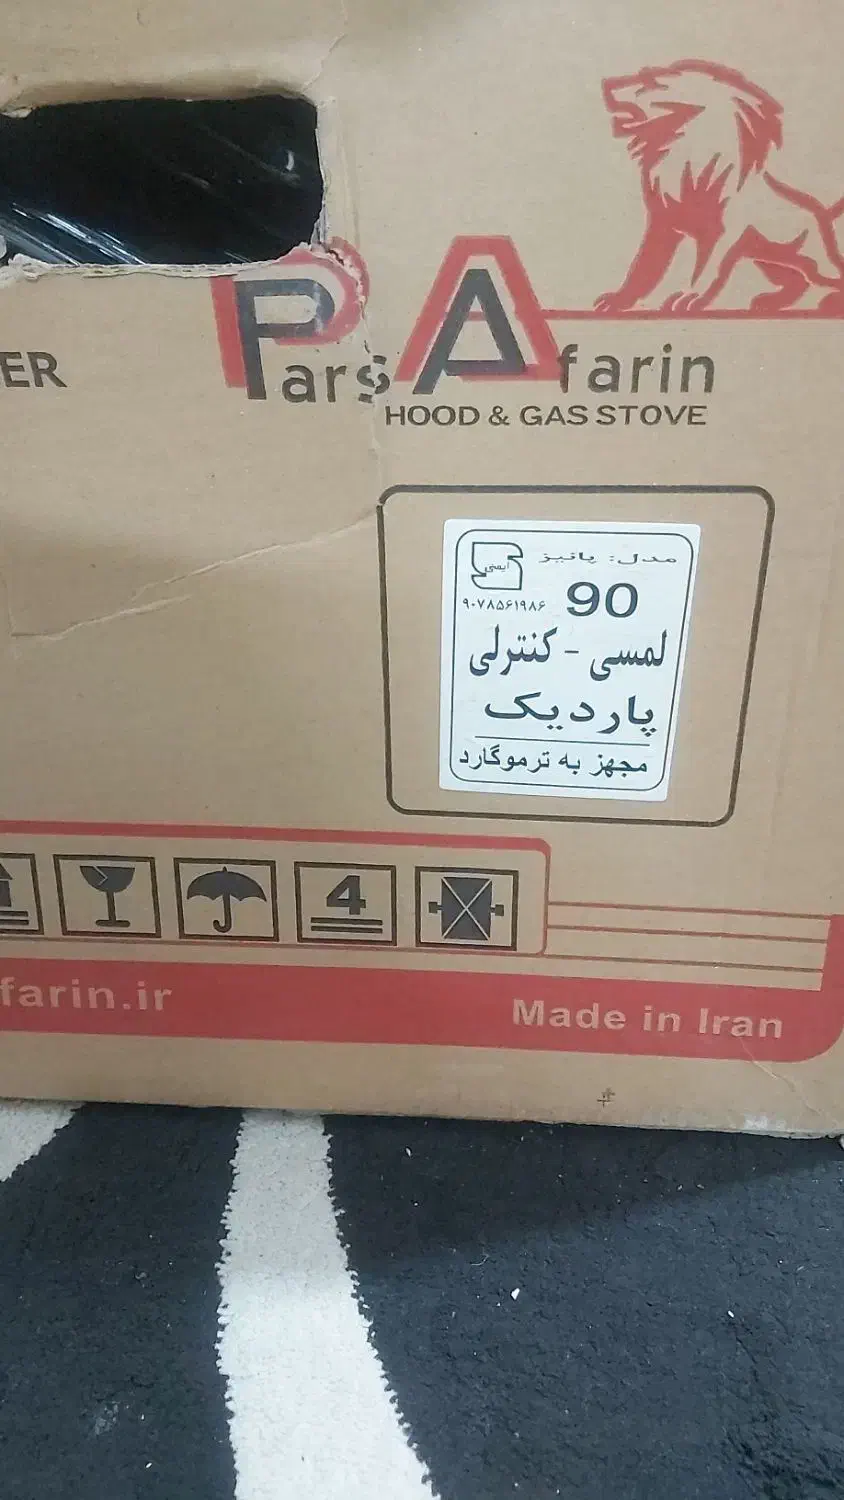 ER
Pars Afarin
HOOD & GAS STOVE
مدل: پانیذ
ایمنی
90
۹۰۷۸۵۶۱۹۸۶
لمسی - کنترلی
پاردیک
مجهز به ترموگارد
4
farin.ir
Made in Iran